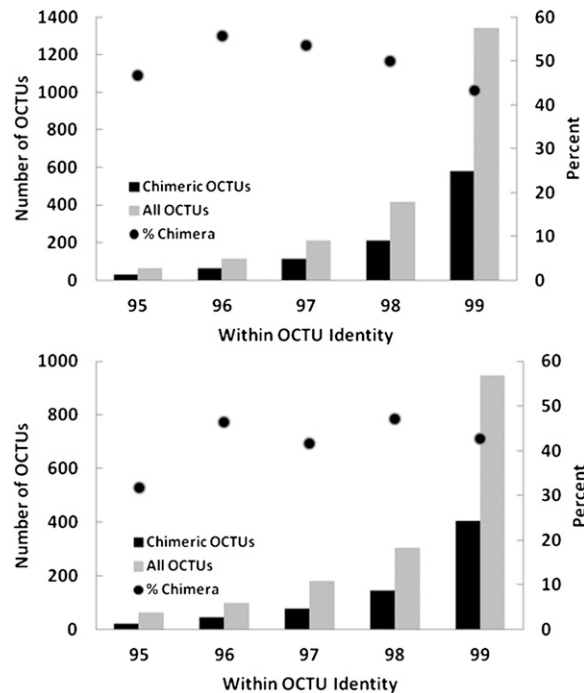 1400
1200
1000
800
600
400
200
0
Number of OCTUs
60
50
40
30
20
10
0
Percent
Chimeric OCTUs
All OCTUs
% Chimera
95 96 97 98 99
Within OCTU Identity
1000
800
600
400
200
0
Number of OCTUs
60
50
40
30
20
10
0
Percent
Chimeric OCTUs
All OCTUs
% Chimera
95 96 97 98 99
Within OCTU Identity